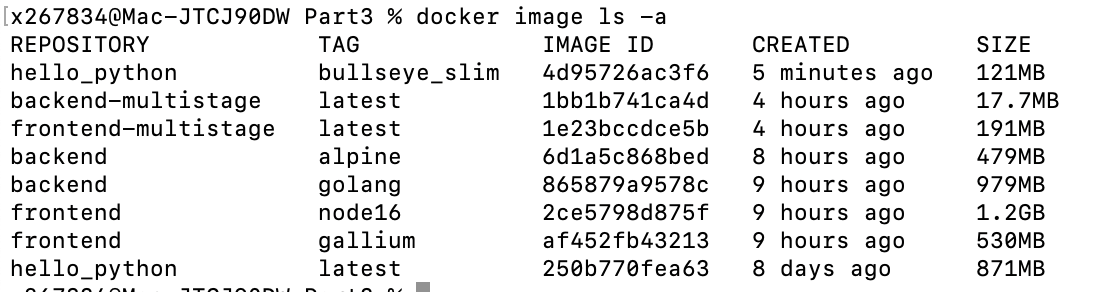 [x267834@Mac-JTCJ90DW Part3 % docker image ls -a
REPOSITORY TAG IMAGE ID CREATED SIZE
hello_python bullseye_slim 4d95726ac3f6 5 minutes ago 121MB
backend-multistage latest 1bb1b741ca4d 4 hours ago 17.7MB
frontend-multistage latest 1e23bccdce5b 4 hours ago 191MB
backend alpine 6d1a5c868bed 8 hours ago 479MB
backend golang 865879a9578c 9 hours ago 979MB
frontend node16 2ce5798d875f 9 hours ago 1.2GB
frontend gallium af452fb43213 9 hours ago 530MB
hello_python latest 250b770fea63 8 days ago 871MB